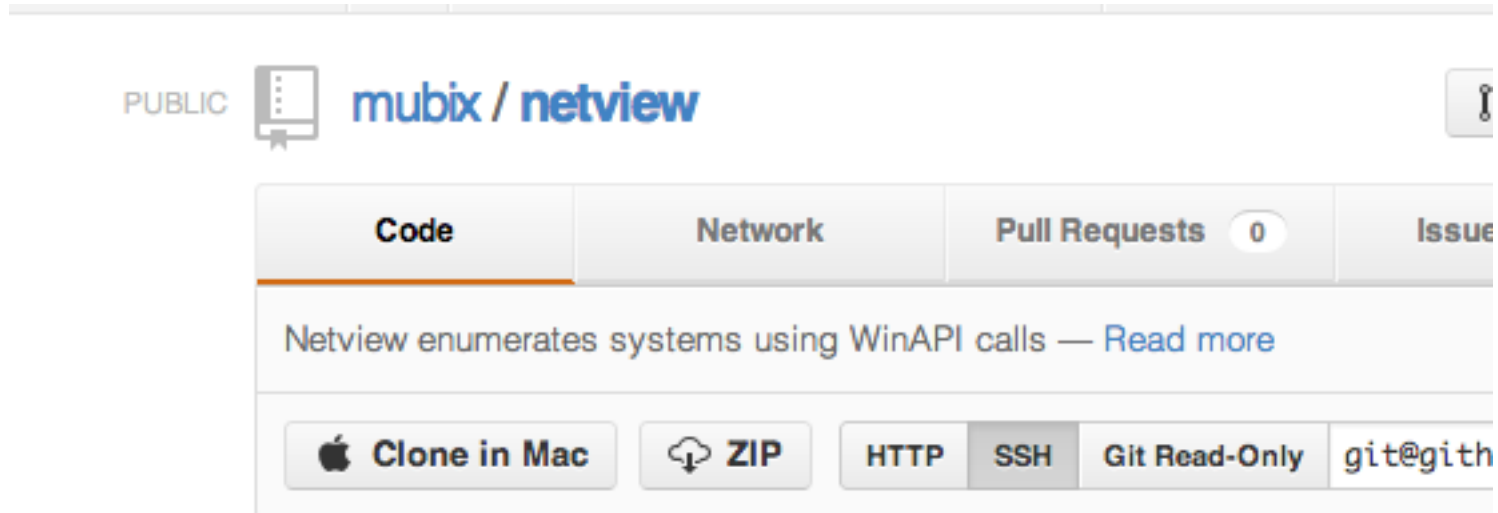 PUBLIC mubix / netview
Code Network Pull Requests 0 Issue
Netview enumerates systems using WinAPI calls — Read more
Clone in Mac ZIP HTTP SSH Git Read-Only git@gith